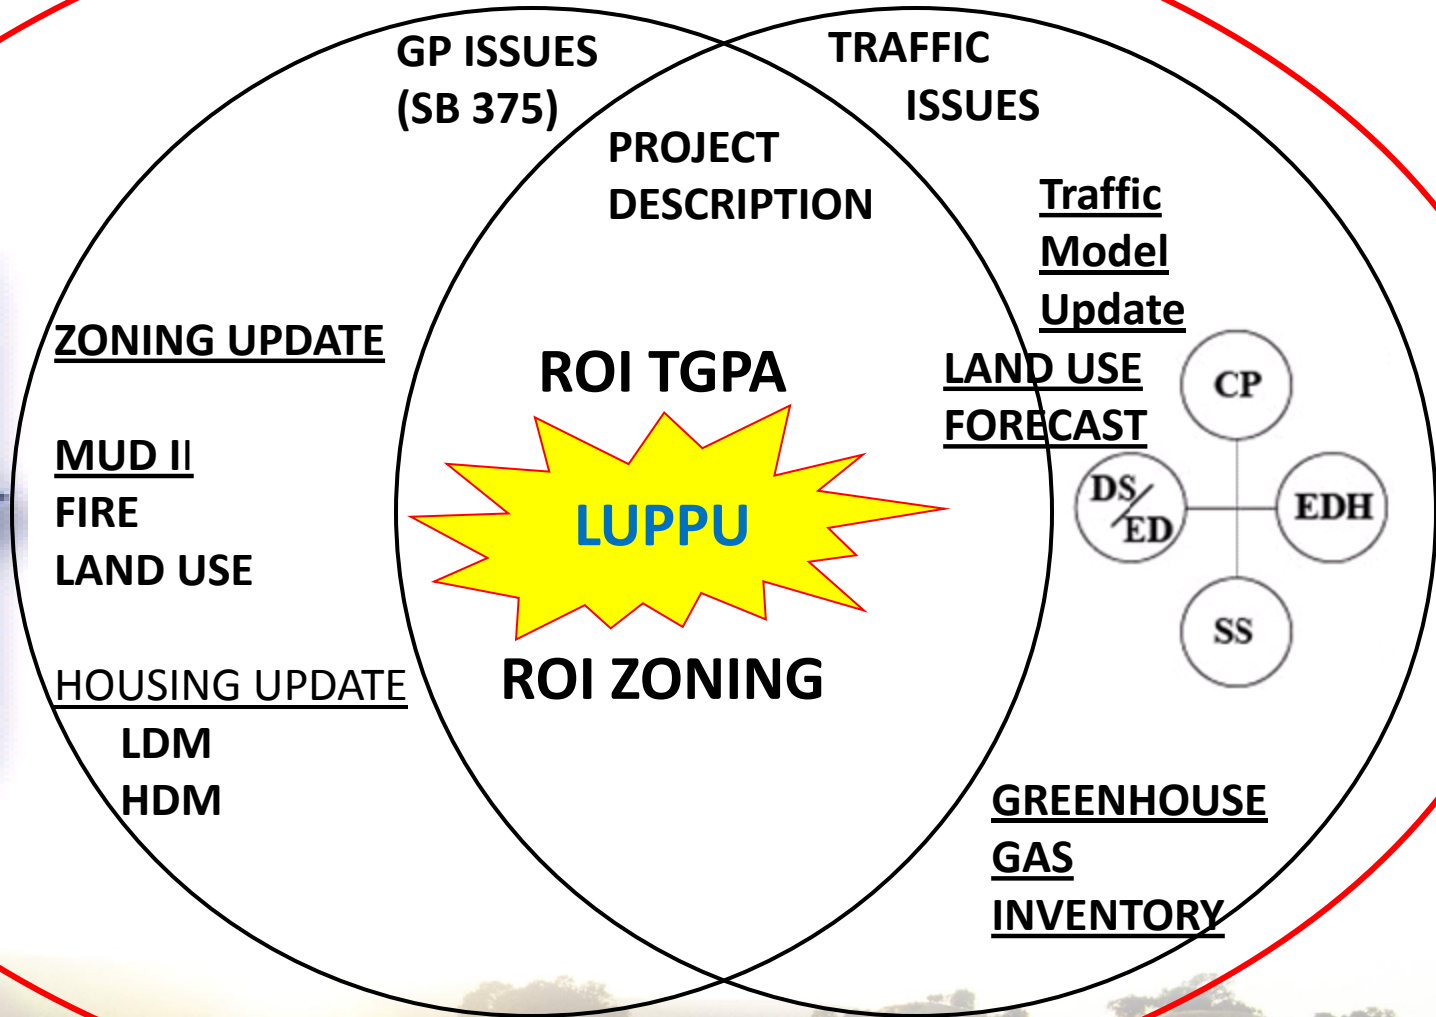 GP ISSUES
(SB 375)
TRAFFIC
ISSUES
PROJECT
DESCRIPTION
Traffic
Model
Update
ZONING UPDATE
MUD II
FIRE
LAND USE
HOUSING UPDATE
LDM
HDM
ROI TGPA
LUPPU
ROI ZONING
LAND USE
FORECAST
CP
DS/
ED
EDH
SS
GREENHOUSE
GAS
INVENTORY